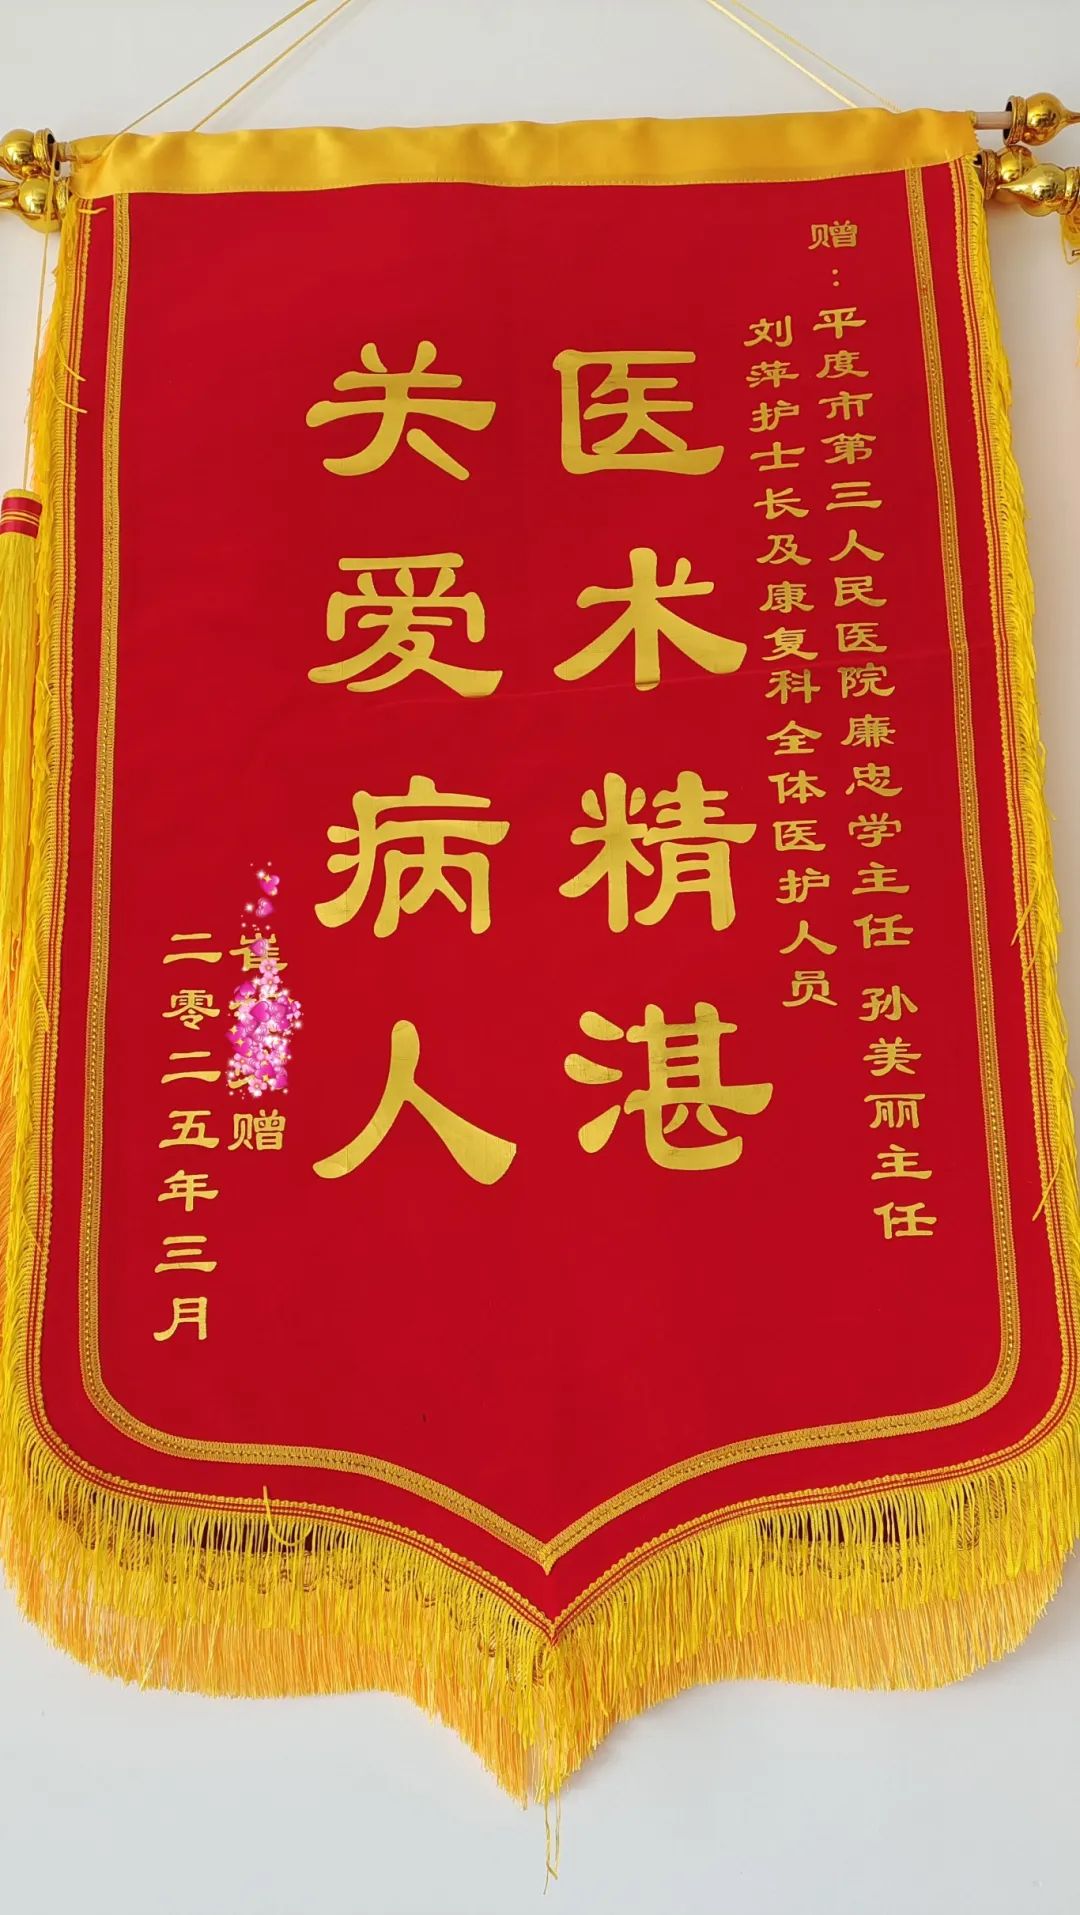 赠：平度市第三人民医院廉忠学主任 孙美丽主任
刘萍护士长及康复科全体医护人员
医术精湛
关爱病人
崔 赠
二零二五年三月